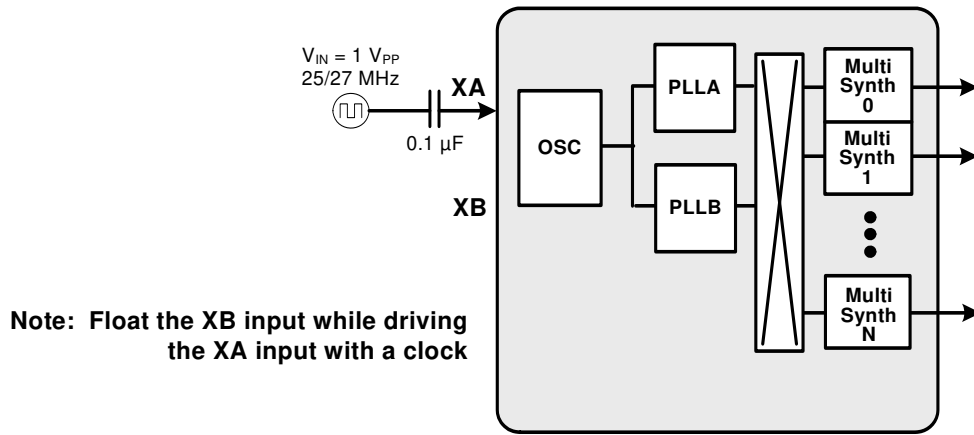 V_IN = 1 V_PP
25/27 MHz
XA
0.1 µF
XB
OSC
PLLA
PLLB
Multi
Synth
0
Multi
Synth
1
Multi
Synth
N
Note: Float the XB input while driving
the XA input with a clock